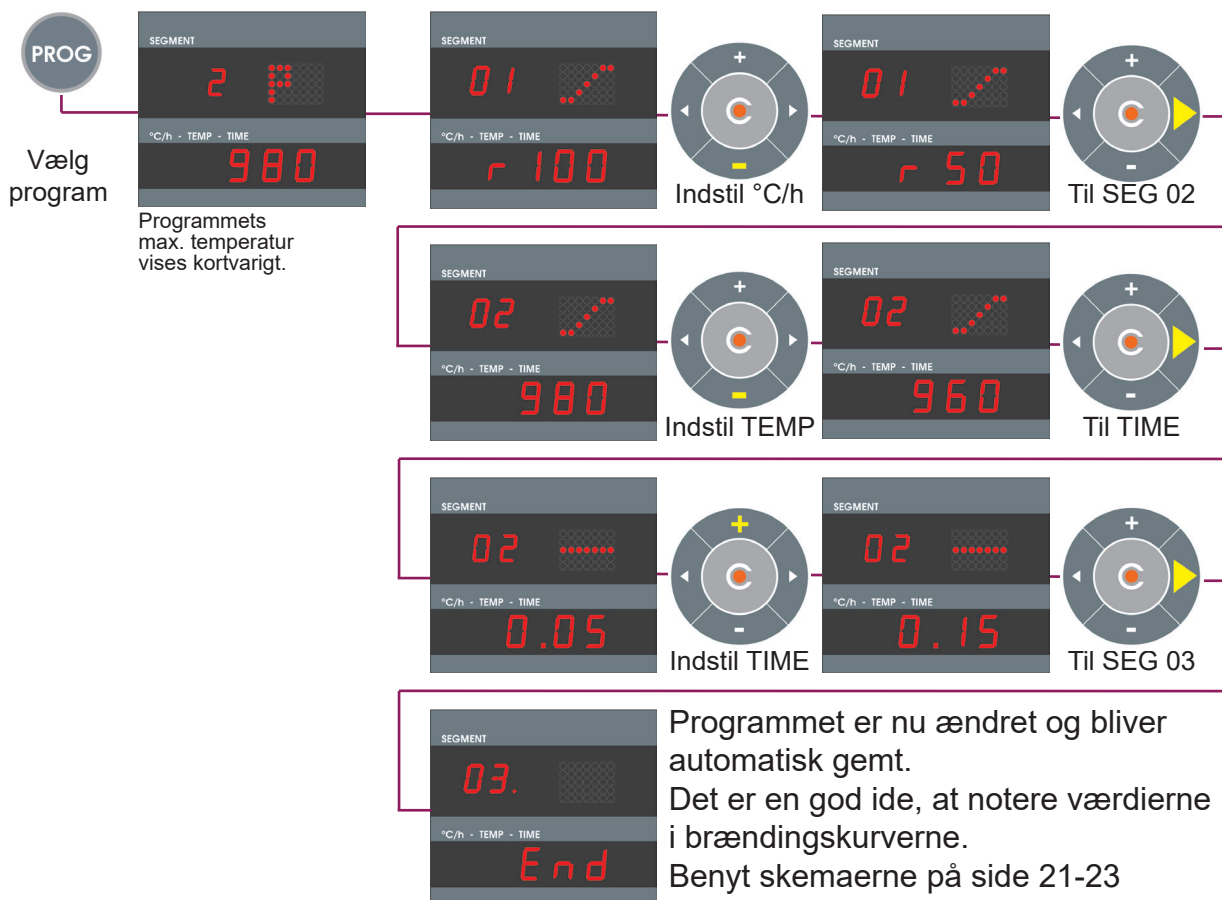 PROG
Vælg
program
SEGMENT
2 P
°C/h - TEMP - TIME
980
Programmets
max. temperatur
vises kortvarigt.
SEGMENT
01
°C/h - TEMP - TIME
r 100
+
C
-
Indstil °C/h
SEGMENT
01
°C/h - TEMP - TIME
r 50
+
C
-
Til SEG 02
SEGMENT
02
°C/h - TEMP - TIME
980
+
C
-
Indstil TEMP
SEGMENT
02
°C/h - TEMP - TIME
960
+
C
-
Til TIME
SEGMENT
02
°C/h - TEMP - TIME
0.05
+
C
-
Indstil TIME
SEGMENT
02
°C/h - TEMP - TIME
0.15
+
C
-
Til SEG 03
SEGMENT
03.
°C/h - TEMP - TIME
End
Programmet er nu ændret og bliver
automatisk gemt.
Det er en god ide, at notere værdierne
i brændingskurverne.
Benyt skemaerne på side 21-23